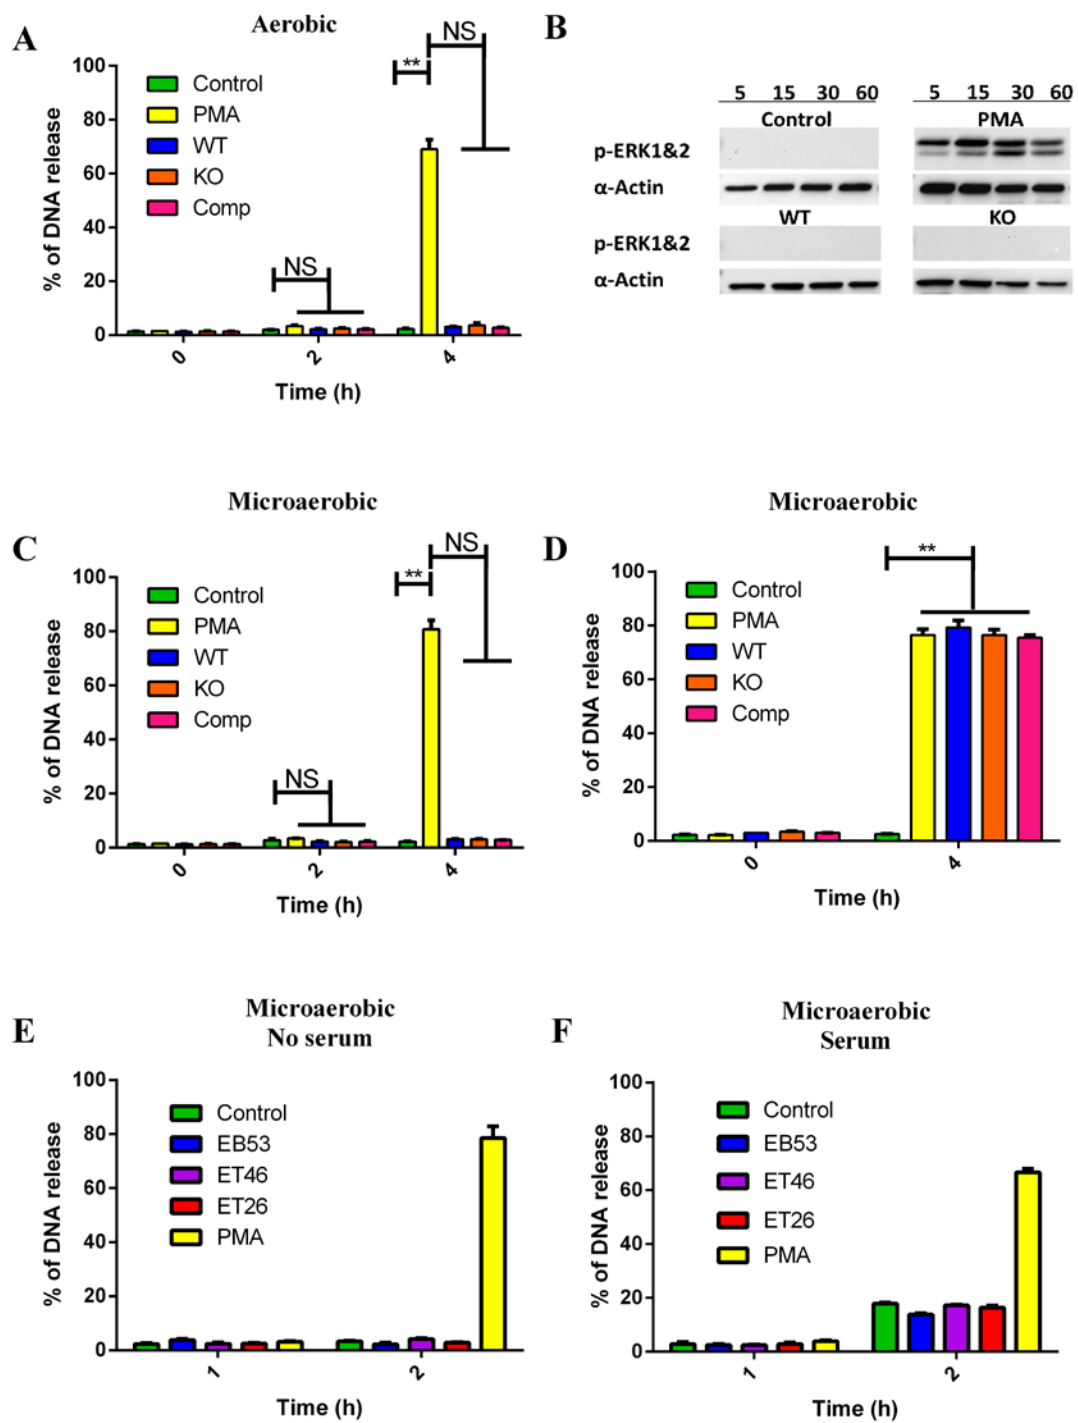 A
Aerobic
% of DNA release
100
80
60
40
20
0
Control
PMA
WT
KO
Comp
NS
**
NS
0 2 4
Time (h)
B
5 15 30 60 5 15 30 60
Control PMA
p-ERK1&2
α-Actin
WT KO
p-ERK1&2
α-Actin
Microaerobic
C
% of DNA release
100
80
60
40
20
0
Control
PMA
WT
KO
Comp
NS
**
NS
0 2 4
Time (h)
Microaerobic
D
% of DNA release
100
80
60
40
20
0
Control
PMA
WT
KO
Comp
**
0 4
Time (h)
E
Microaerobic
No serum
% of DNA release
100
80
60
40
20
0
Control
EB53
ET46
ET26
PMA
1 2
Time (h)
F
Microaerobic
Serum
% of DNA release
100
80
60
40
20
0
Control
EB53
ET46
ET26
PMA
1 2
Time (h)